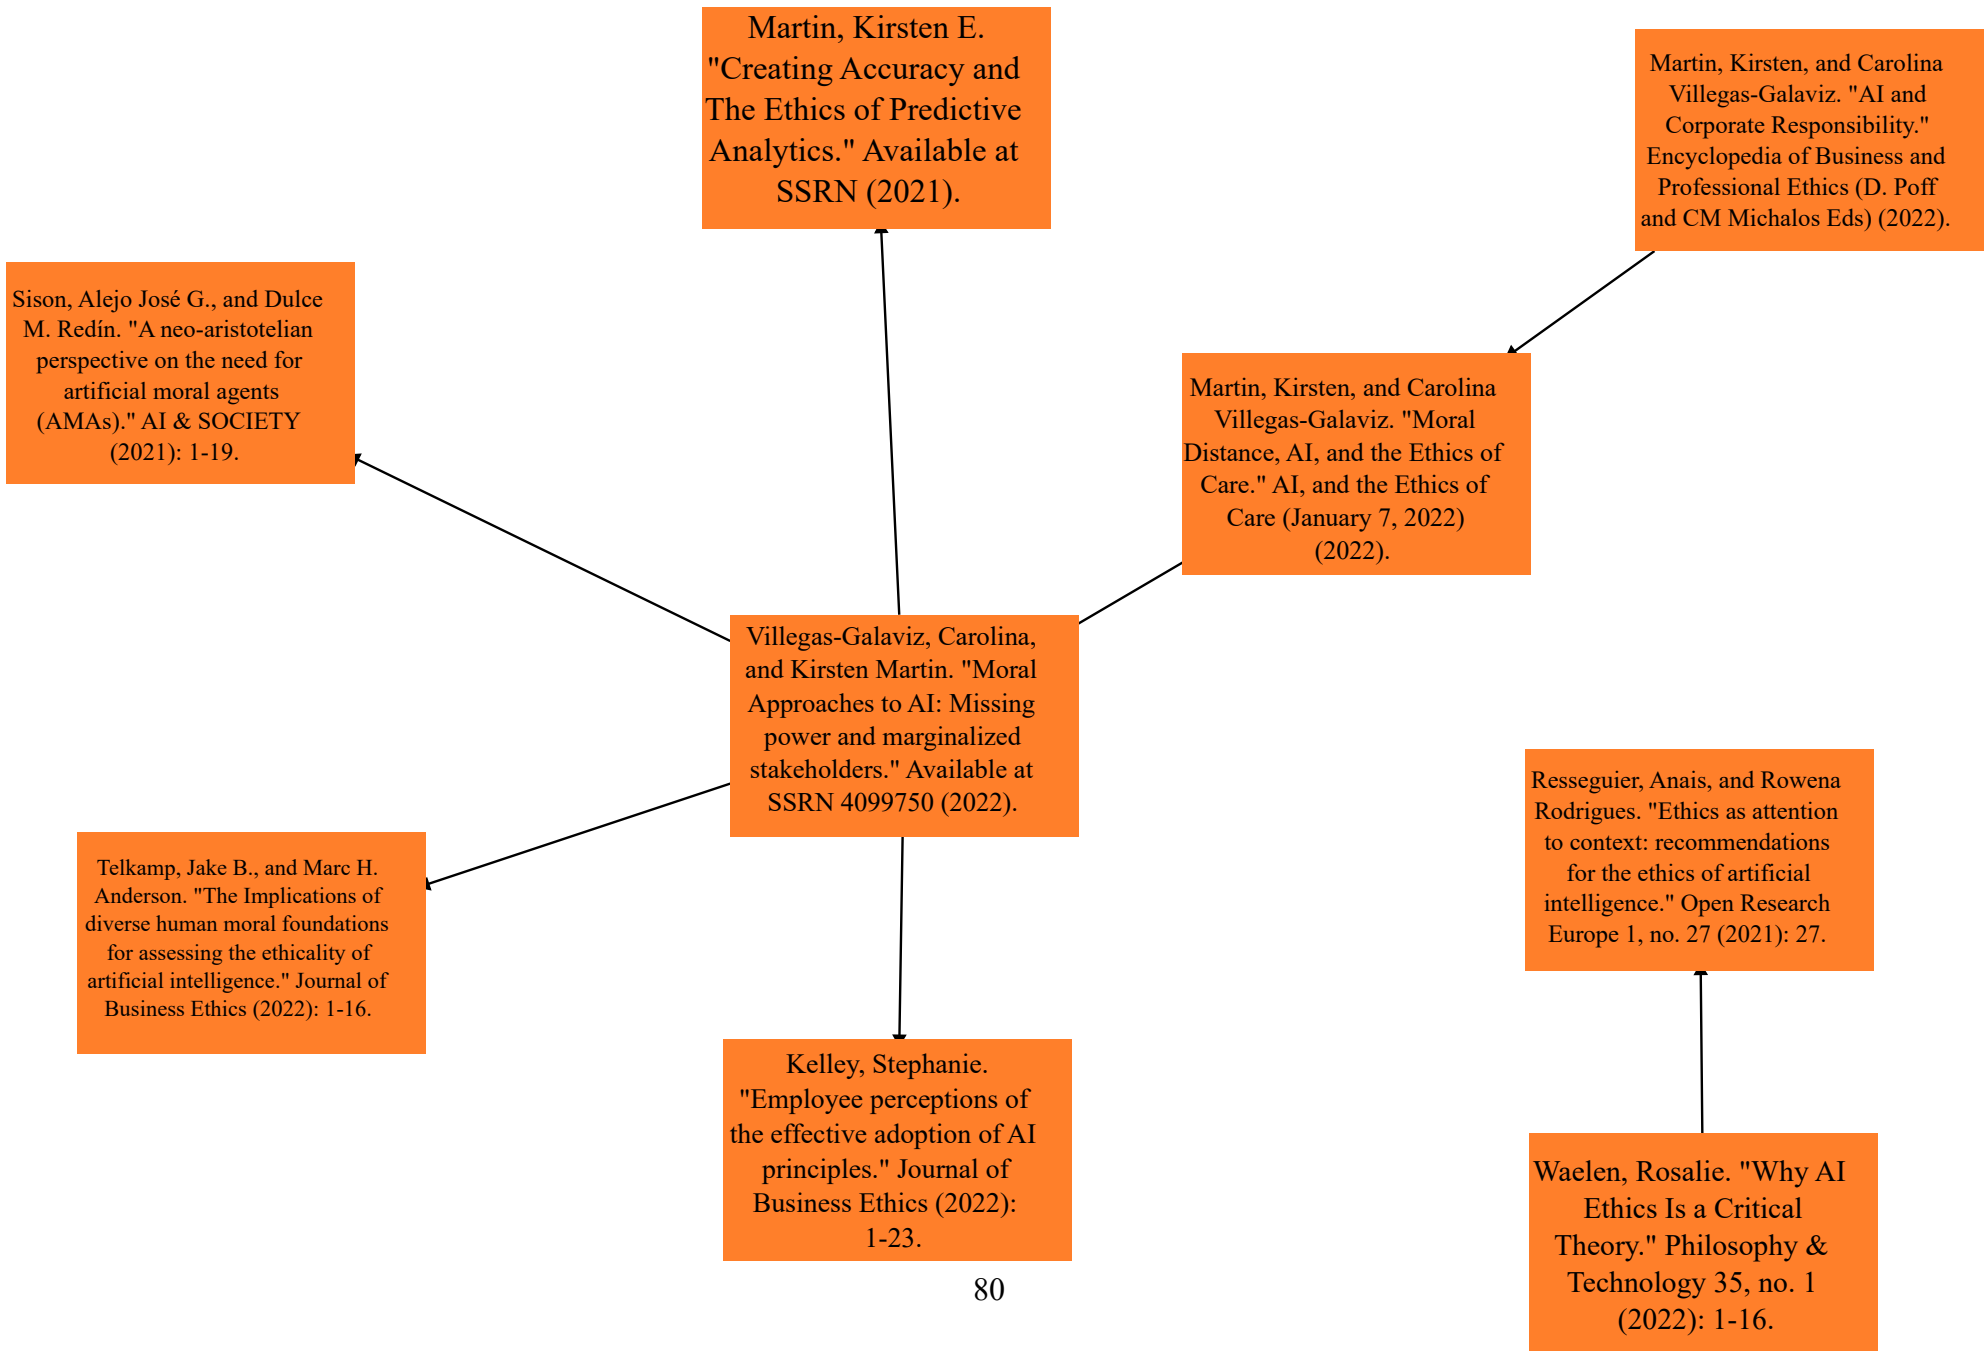 Martin, Kirsten E.
"Creating Accuracy and
The Ethics of Predictive
Analytics." Available at
SSRN (2021).
Martin, Kirsten, and Carolina
Villegas-Galaviz. "AI and
Corporate Responsibility."
Encyclopedia of Business and
Professional Ethics (D. Poff
and CM Michalos Eds) (2022).
Sison, Alejo José G., and Dulce
M. Redín. "A neo-aristotelian
perspective on the need for
artificial moral agents
(AMAs)." AI & SOCIETY
(2021): 1-19.
Martin, Kirsten, and Carolina
Villegas-Galaviz. "Moral
Distance, AI, and the Ethics of
Care." AI, and the Ethics of
Care (January 7, 2022)
(2022).
Villegas-Galaviz, Carolina,
and Kirsten Martin. "Moral
Approaches to AI: Missing
power and marginalized
stakeholders." Available at
SSRN 4099750 (2022).
Resseguier, Anais, and Rowena
Rodrigues. "Ethics as attention
to context: recommendations
for the ethics of artificial
intelligence." Open Research
Europe 1, no. 27 (2021): 27.
Telkamp, Jake B., and Marc H.
Anderson. "The Implications of
diverse human moral foundations
for assessing the ethicality of
artificial intelligence." Journal of
Business Ethics (2022): 1-16.
Kelley, Stephanie.
"Employee perceptions of
the effective adoption of AI
principles." Journal of
Business Ethics (2022):
1-23.
Waelen, Rosalie. "Why AI
Ethics Is a Critical
Theory." Philosophy &
Technology 35, no. 1
(2022): 1-16.
80